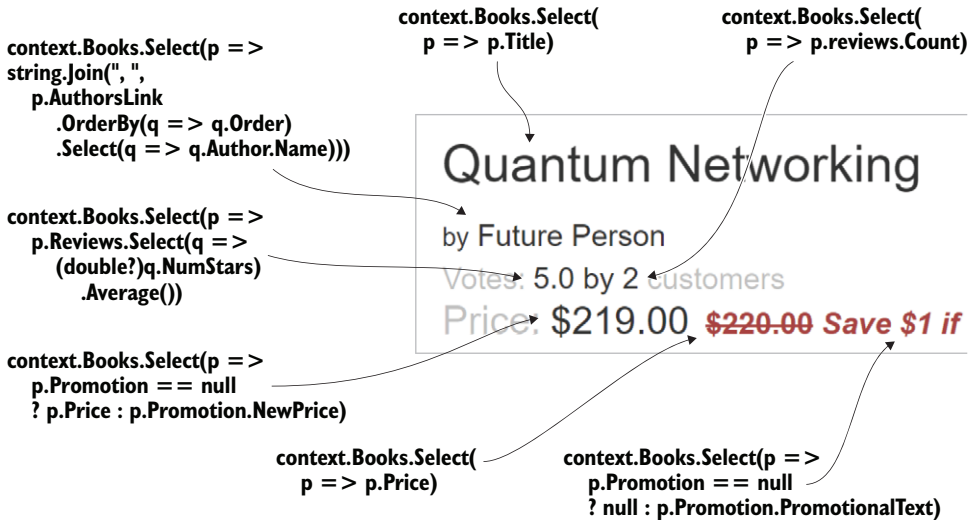 context.Books.Select(
p => p.Title)
context.Books.Select(
p => p.reviews.Count)
context.Books.Select(p =>
string.Join(", ",
p.AuthorsLink
.OrderBy(q => q.Order)
.Select(q => q.Author.Name)))
Quantum Networking
by Future Person
Votes: 5.0 by 2 customers
Price: $219.00 $220.00 Save $1 if
context.Books.Select(p =>
p.Reviews.Select(q =>
(double?)q.NumStars)
.Average())
context.Books.Select(p =>
p.Promotion == null
? p.Price : p.Promotion.NewPrice)
context.Books.Select(
p => p.Price)
context.Books.Select(p =>
p.Promotion == null
? null : p.Promotion.PromotionalText)